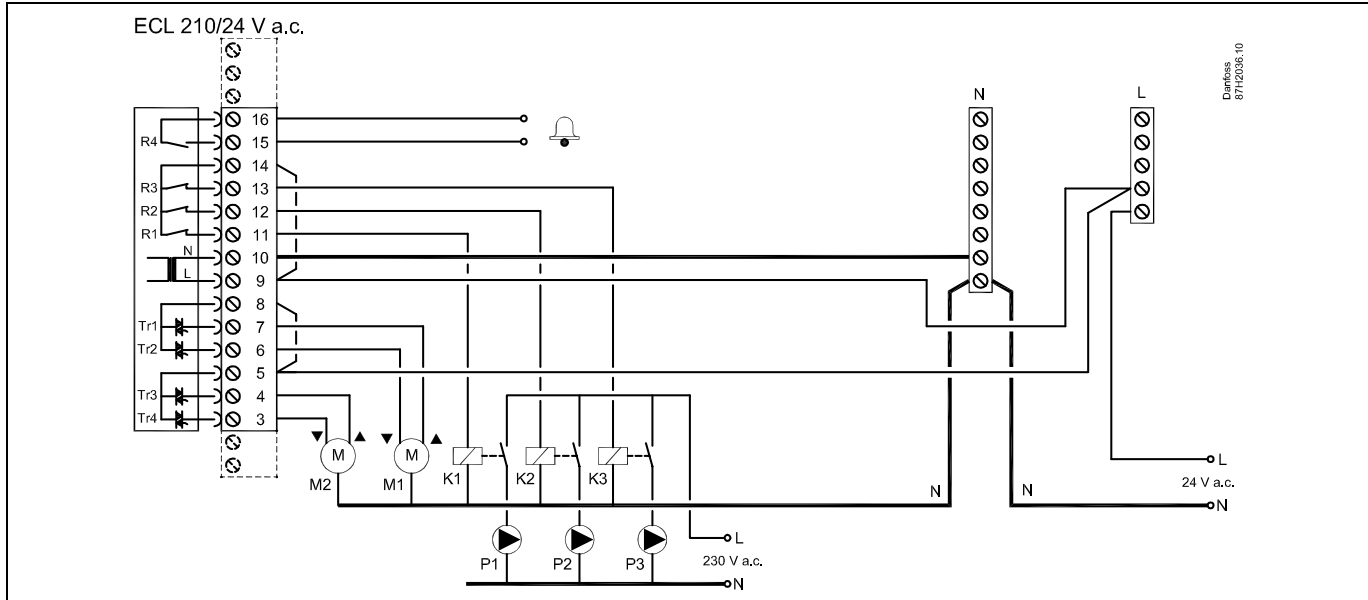 ECL 210/24 V a.c.
Danfoss
87H2036.10
N
L
16
R4
15
14
R3
13
R2
12
R1
11
N
10
L
9
8
Tr1
7
Tr2
6
5
Tr3
4
Tr4
3
M
M
M2
M1
K1
K2
K3
N
N
L
24 V a.c.
N
P1
P2
P3
L
230 V a.c.
N